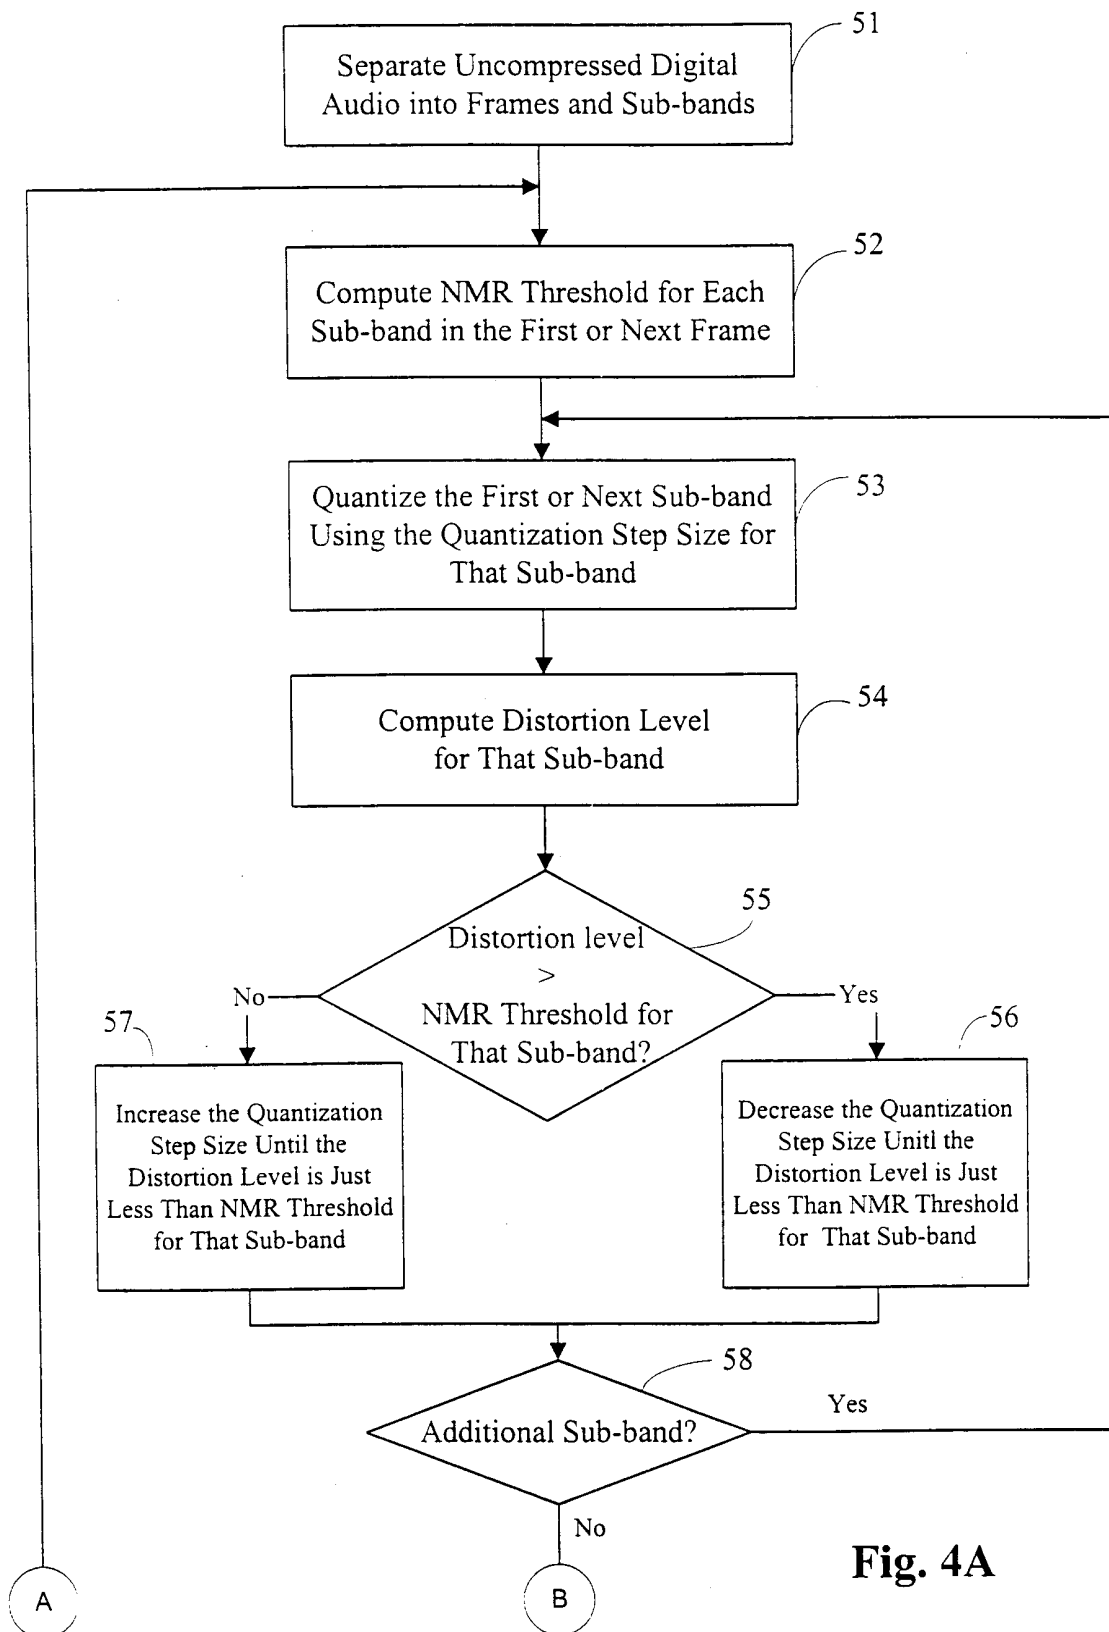 51
Separate Uncompressed Digital
Audio into Frames and Sub-bands
52
Compute NMR Threshold for Each
Sub-band in the First or Next Frame
53
Quantize the First or Next Sub-band
Using the Quantization Step Size for
That Sub-band
54
Compute Distortion Level
for That Sub-band
55
Distortion level
>
NMR Threshold for
That Sub-band?
No
Yes
57
Increase the Quantization
Step Size Until the
Distortion Level is Just
Less Than NMR Threshold
for That Sub-band
56
Decrease the Quantization
Step Size Unitl the
Distortion Level is Just
Less Than NMR Threshold
for That Sub-band
58
Additional Sub-band?
Yes
No
A
B
Fig. 4A